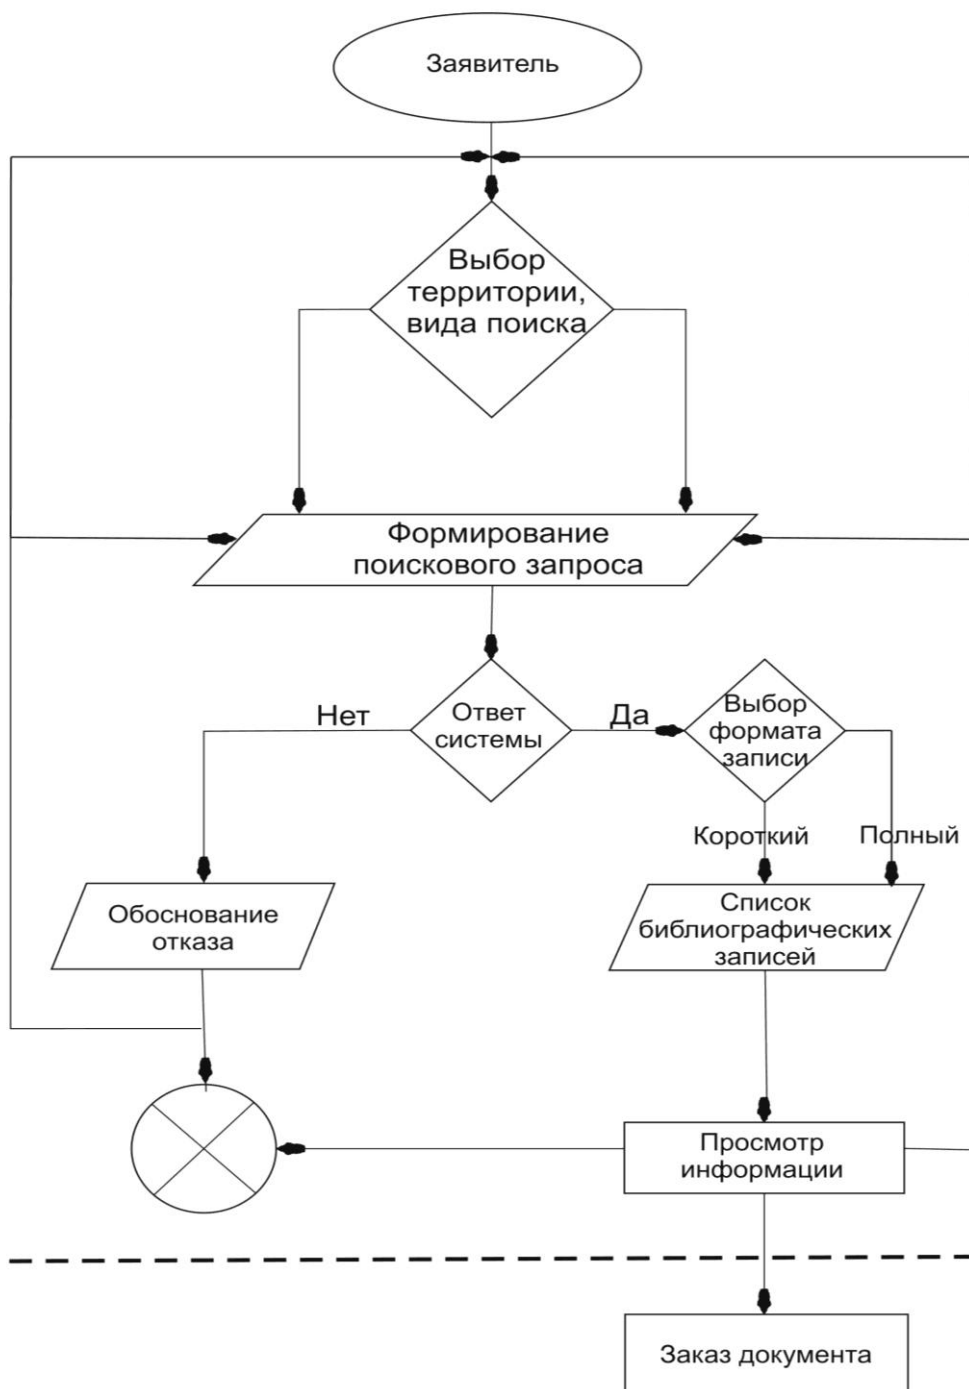 Заявитель
Выбор
территории,
вида поиска
Формирование
поискового запроса
Нет
Ответ
системы
Да
Выбор
формата
записи
Короткий
Полный
Обоснование
отказа
Список
библиографических
записей
Просмотр
информации
Заказ документа